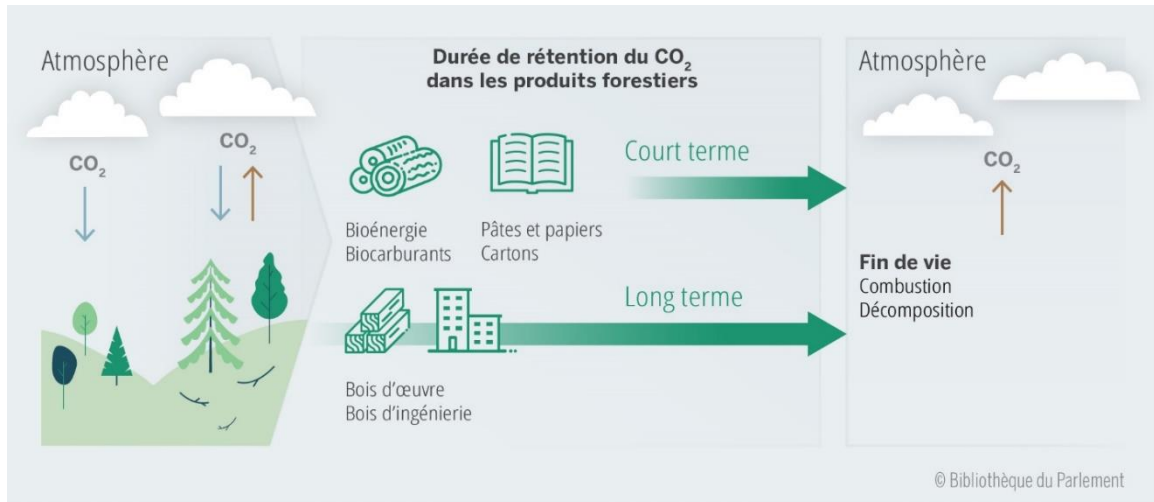 Atmosphère
CO₂
CO₂
Durée de rétention du CO₂
dans les produits forestiers
Bioénergie
Biocarburants
Pâtes et papiers
Cartons
Court terme
Bois d’œuvre
Bois d’ingénierie
Long terme
Atmosphère
CO₂
Fin de vie
Combustion
Décomposition
© Bibliothèque du Parlement